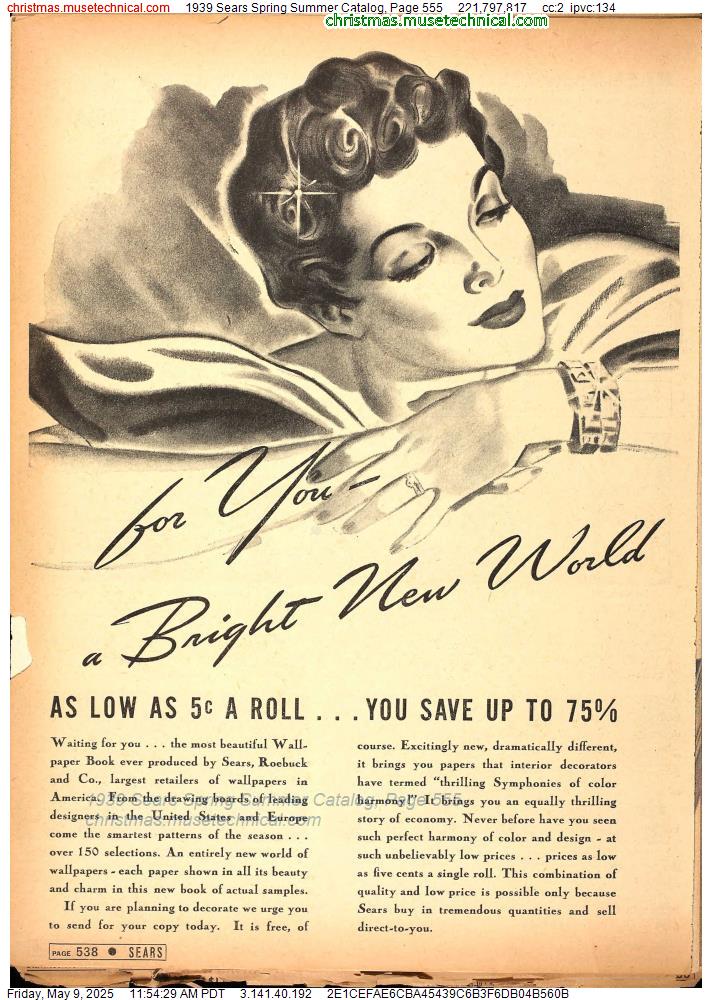 christmas.musetechnical.com 1939 Sears Spring Summer Catalog, Page 555 221,797,817 cc:2 ipvc:134
christmas.musetechnical.com
for You -
a Bright New World
AS LOW AS 5c A ROLL . . . YOU SAVE UP TO 75%
Waiting for you . . . the most beautiful Wall-
paper Book ever produced by Sears, Roebuck
and Co., largest retailers of wallpapers in
America. From the drawing boards of leading
designers in the United States and Europe
come the smartest patterns of the season . . .
over 150 selections. An entirely new world of
wallpapers - each paper shown in all its beauty
and charm in this new book of actual samples.
If you are planning to decorate we urge you
to send for your copy today. It is free, of
course. Excitingly new, dramatically different,
it brings you papers that interior decorators
have termed “thrilling Symphonies of color
harmony!” It brings you an equally thrilling
story of economy. Never before have you seen
such perfect harmony of color and design - at
such unbelievably low prices . . . prices as low
as five cents a single roll. This combination of
quality and low price is possible only because
Sears buy in tremendous quantities and sell
direct-to-you.
1939 Sears Spring Summer Catalog, Page 555
christmas.musetechnical.com
PAGE 538 ● SEARS
Friday, May 9, 2025 11:54:29 AM PDT 3.141.40.192 2E1CEFAE6CBA45439C6B3F6DB04B560B